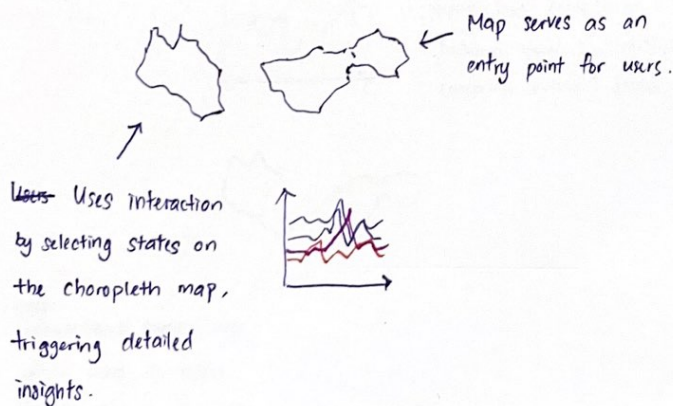 Map serves as an
entry point for users.
Users Uses interaction
by selecting states on
the choropleth map,
triggering detailed
insights.